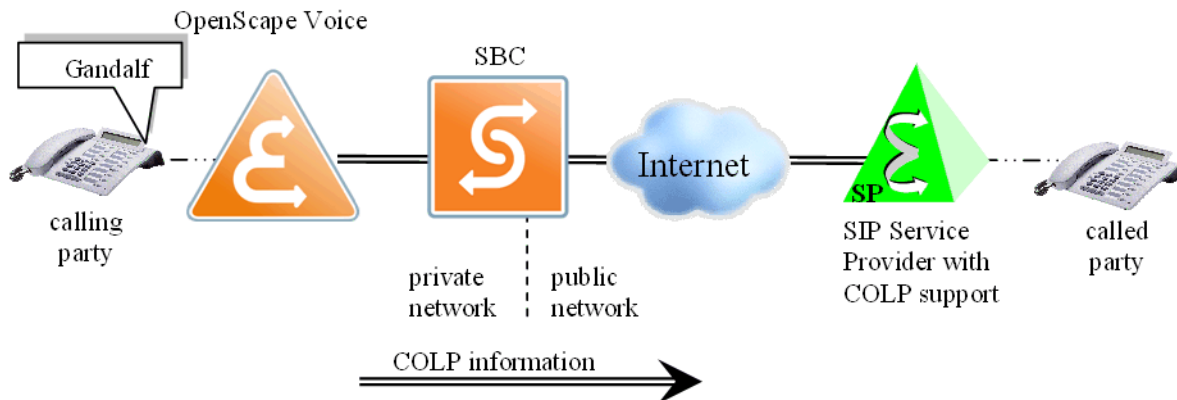 OpenScape Voice
Gandalf
SBC
Internet
SP
calling
party
SIP Service
Provider with
COLP support
called
party
private
network
public
network
COLP information